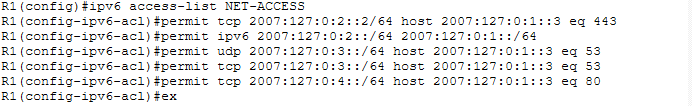 R1(config)#ipv6 access-list NET-ACCESS
R1(config-ipv6-acl)#permit tcp 2007:127:0:2::2/64 host 2007:127:0:1::3 eq 443
R1(config-ipv6-acl)#permit ipv6 2007:127:0:2::/64 2007:127:0:1::/64
R1(config-ipv6-acl)#permit udp 2007:127:0:3::/64 host 2007:127:0:1::3 eq 53
R1(config-ipv6-acl)#permit tcp 2007:127:0:3::/64 host 2007:127:0:1::3 eq 53
R1(config-ipv6-acl)#permit tcp 2007:127:0:4::/64 host 2007:127:0:1::3 eq 80
R1(config-ipv6-acl)#ex